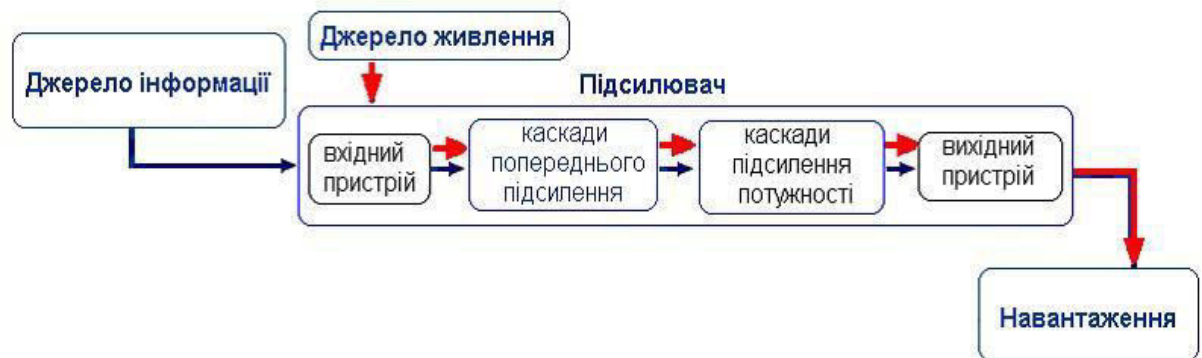 Джерело живлення
Джерело інформації
Підсилювач
вхідний
пристрій
каскади
попереднього
підсилення
каскади
підсилення
потужності
вихідний
пристрій
Навантаження